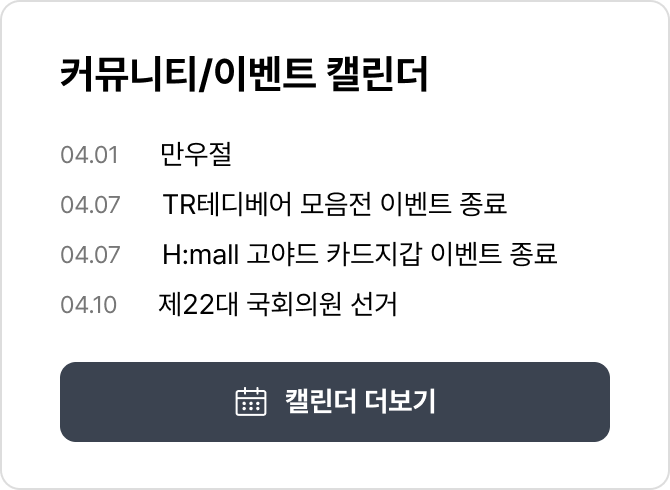 커뮤니티/이벤트 캘린더
04.01 만우절
04.07 TR테디베어 모음전 이벤트 종료
04.07 H:mall 고야드 카드지갑 이벤트 종료
04.10 제22대 국회의원 선거
캘린더 더보기